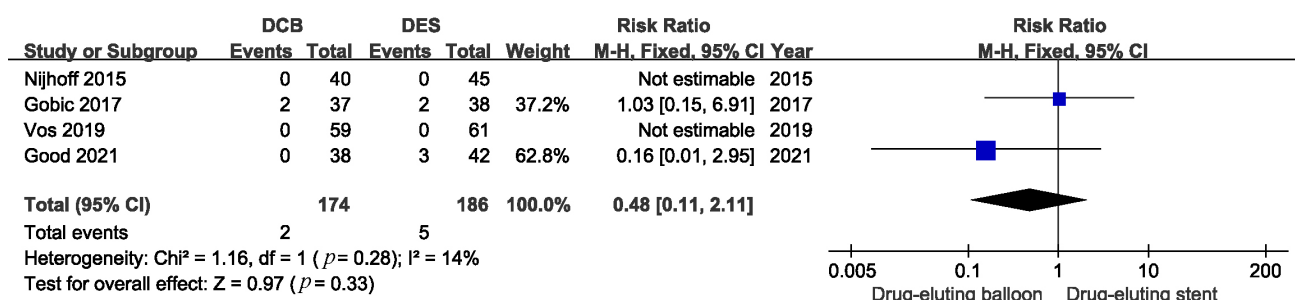 DCB DES Risk Ratio Risk Ratio
Study or Subgroup Events Total Events Total Weight M-H, Fixed, 95% CI Year M-H, Fixed, 95% CI
Nijhoff 2015 0 40 0 45 Not estimable 2015
Gobic 2017 2 37 2 38 37.2% 1.03 [0.15, 6.91] 2017
Vos 2019 0 59 0 61 Not estimable 2019
Good 2021 0 38 3 42 62.8% 0.16 [0.01, 2.95] 2021
Total (95% CI) 174 186 100.0% 0.48 [0.11, 2.11]
Total events 2 5
Heterogeneity: Chi² = 1.16, df = 1 (p = 0.28); I² = 14%
Test for overall effect: Z = 0.97 (p = 0.33)
0.005 0.1 1 10 200
Drug-eluting balloon Drug-eluting stent